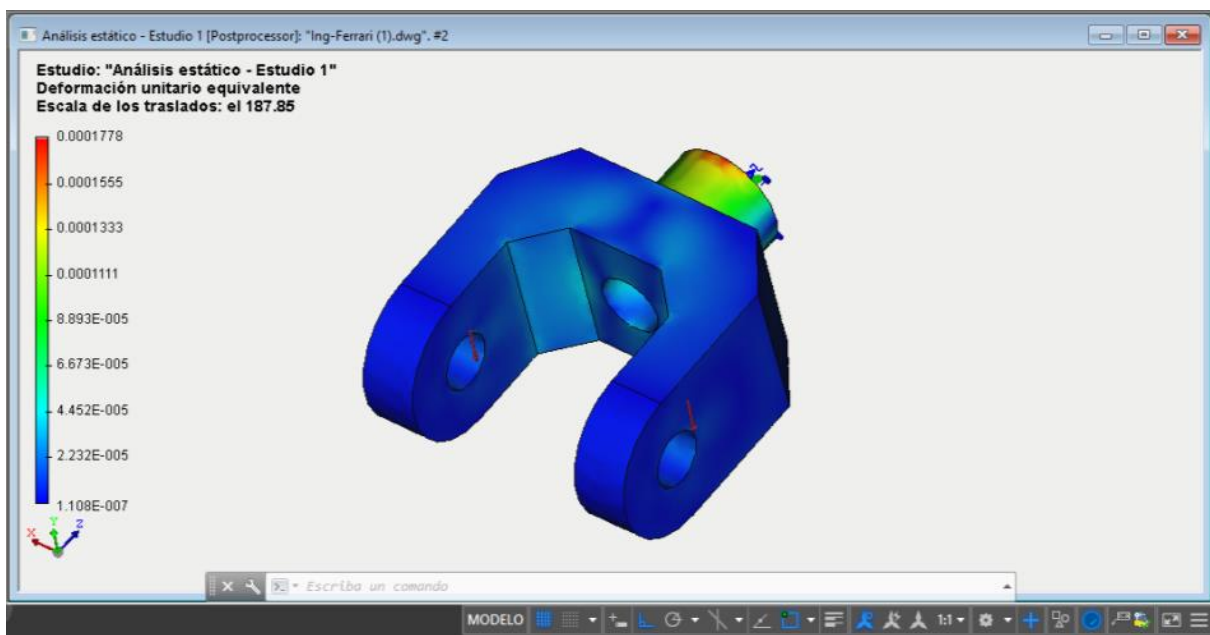 Análisis estático - Estudio 1 [Postprocessor]: "Ing-Ferrari (1).dwg". #2
Estudio: "Análisis estático - Estudio 1"
Deformación unitario equivalente
Escala de los traslados: el 187.85
0.0001778
0.0001555
0.0001333
0.0001111
8.893E-005
6.673E-005
4.452E-005
2.232E-005
1.108E-007
X Y Z
Escriba un comando
MODELO
1:1